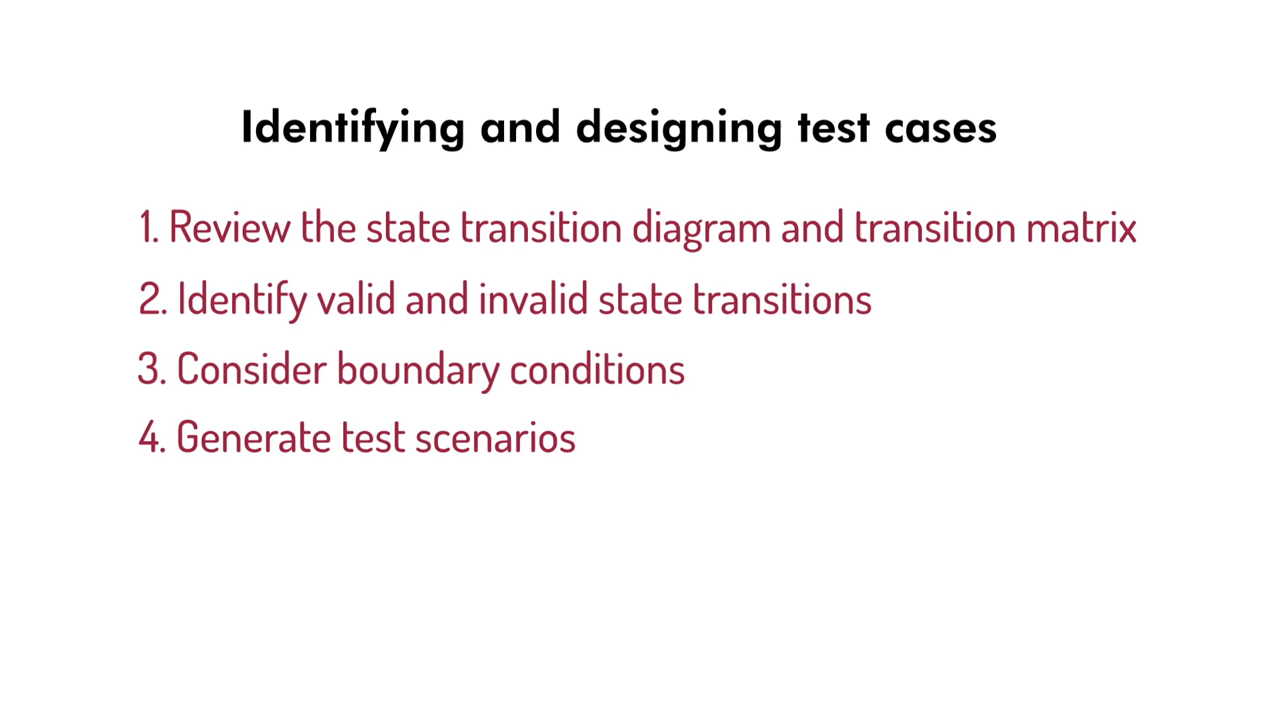 Identifying and designing test cases
1. Review the state transition diagram and transition matrix
2. Identify valid and invalid state transitions
3. Consider boundary conditions
4. Generate test scenarios